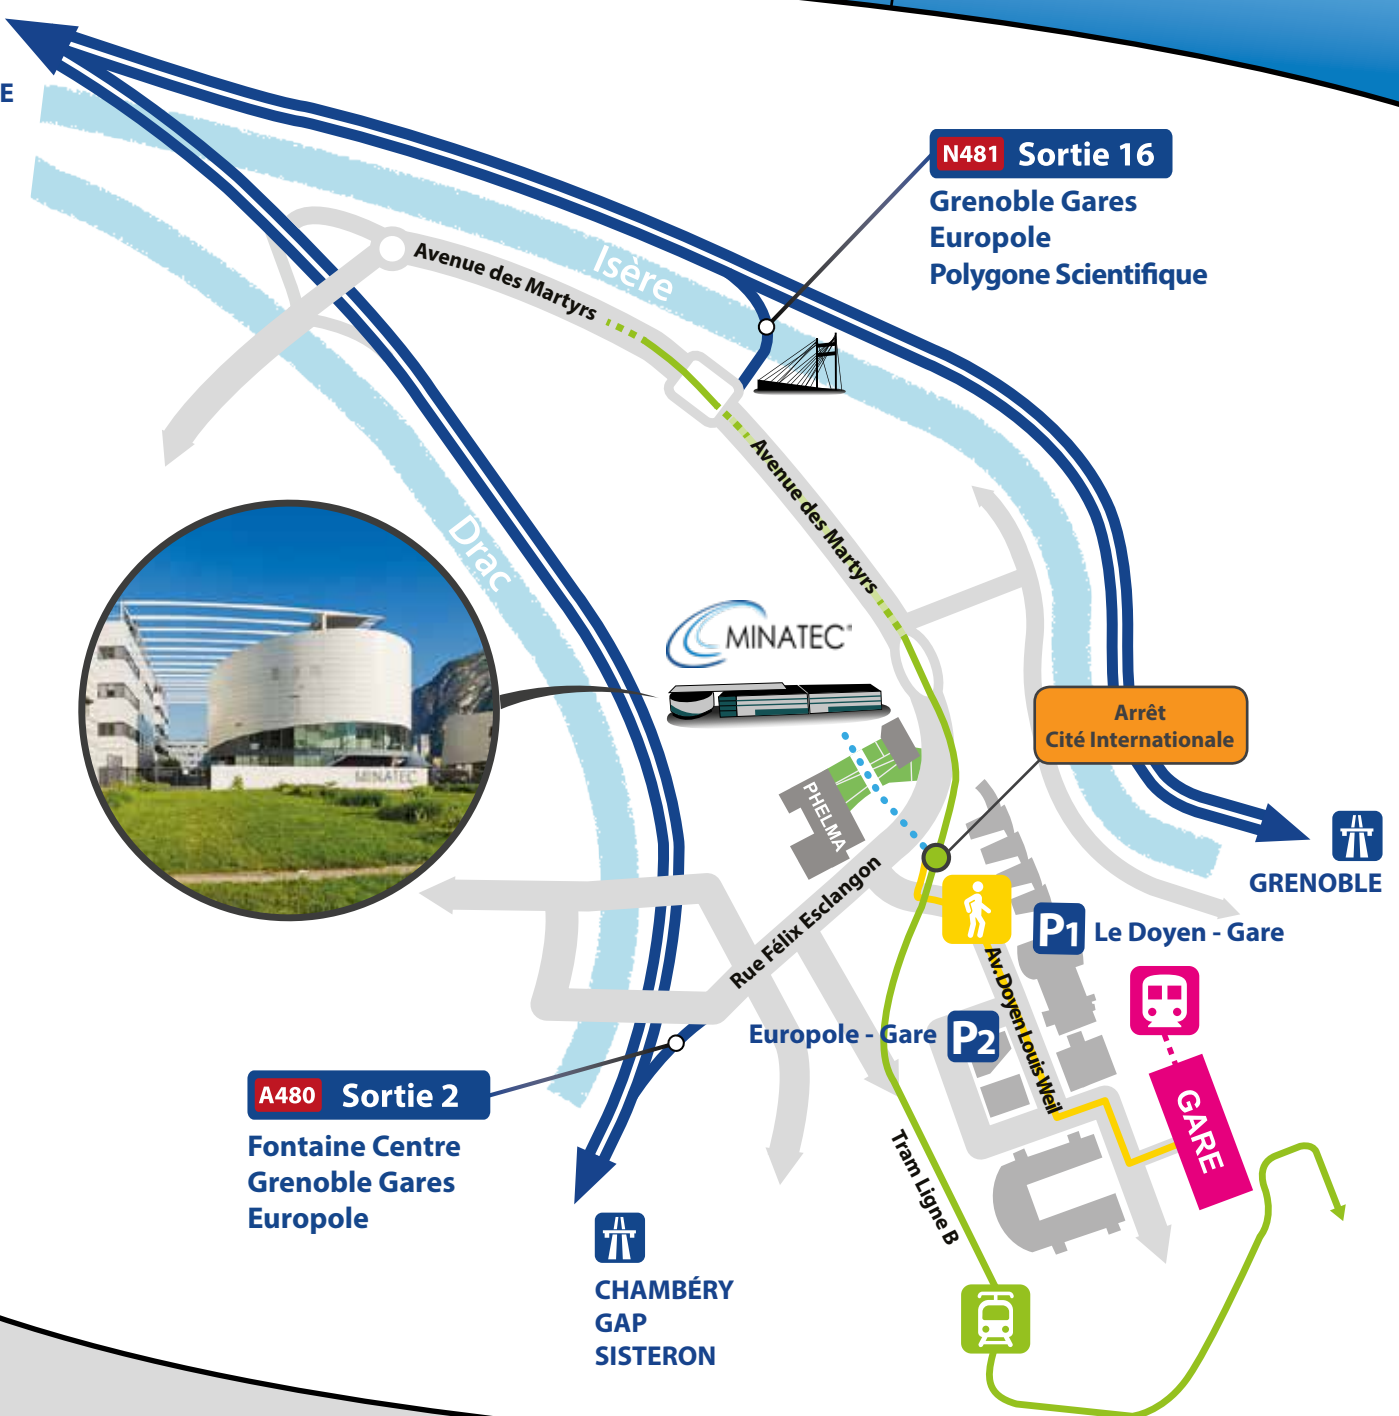 E
N481 Sortie 16
Grenoble Gares
Europole
Polygone Scientifique
Isère
Avenue des Martyrs
Avenue des Martyrs
Drac
MINATEC®
MINATEC
Arrêt
Cité Internationale
PHELMA
GRENOBLE
Rue Félix Esclangon
P1 Le Doyen - Gare
Av. Doyen Louis Weil
Europole - Gare P2
A480 Sortie 2
Fontaine Centre
Grenoble Gares
Europole
GARE
Tram Ligne B
CHAMBÉRY
GAP
SISTERON